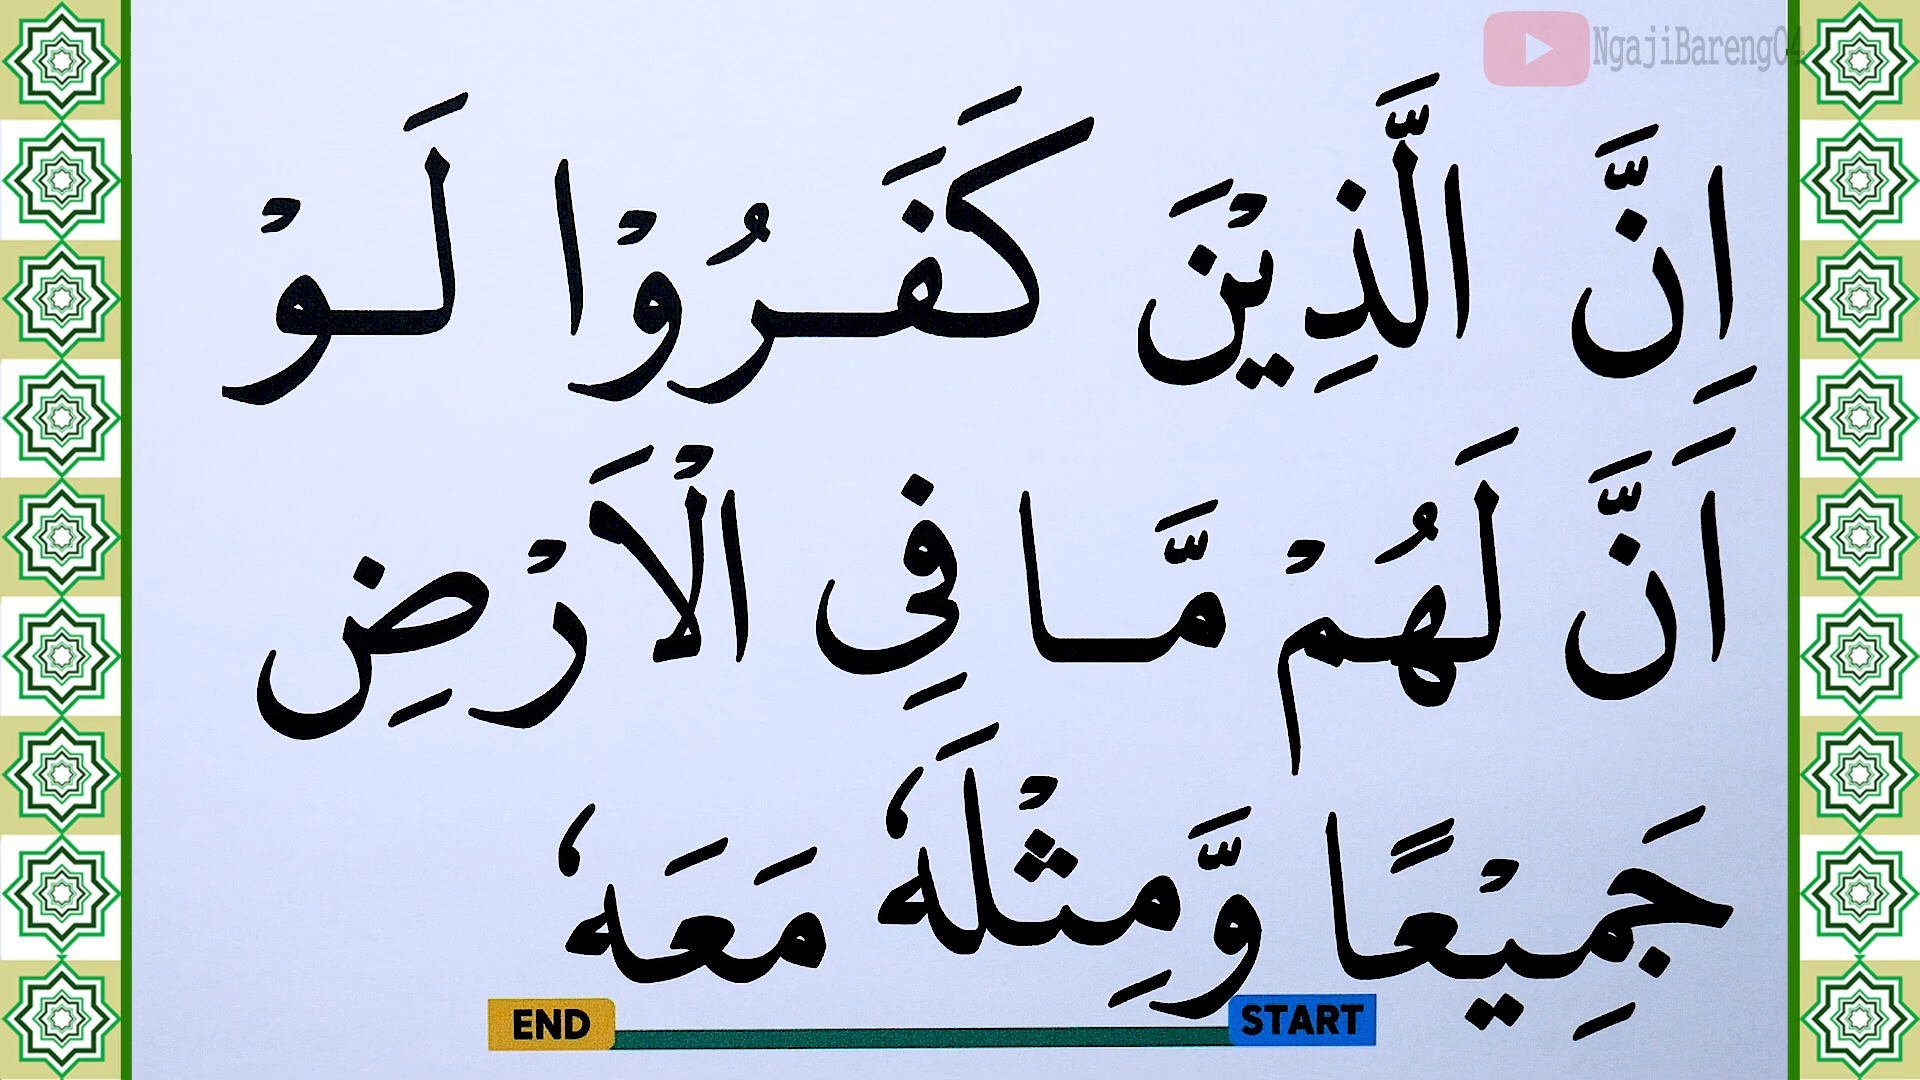 NgajiBareng04
اِنَّ الَّذِيْنَ كَفَرُوْا لَوْ
اَنَّ لَهُمْ مَّا فِى الْاَرْضِ
جَمِيْعًا وَّمِثْلَهٗ مَعَهٗ
END START